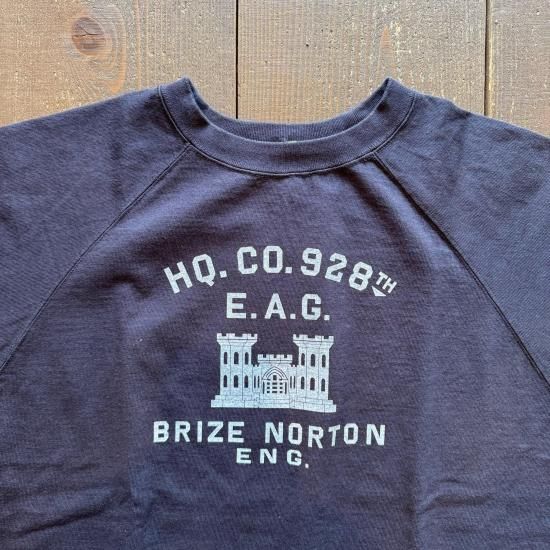 HQ. CO. 928TH
E.A.G.
BRIZE NORTON
ENG.